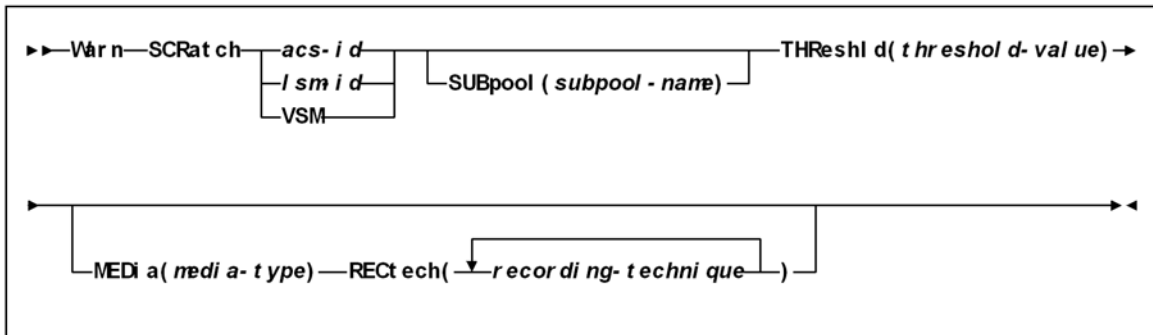 Warn SCRatch acs-id THReshld(threshold-value)
lsm-id SUBpool(subpool-name)
VSM
MEDia(media-type) RECtech( recording-technique )